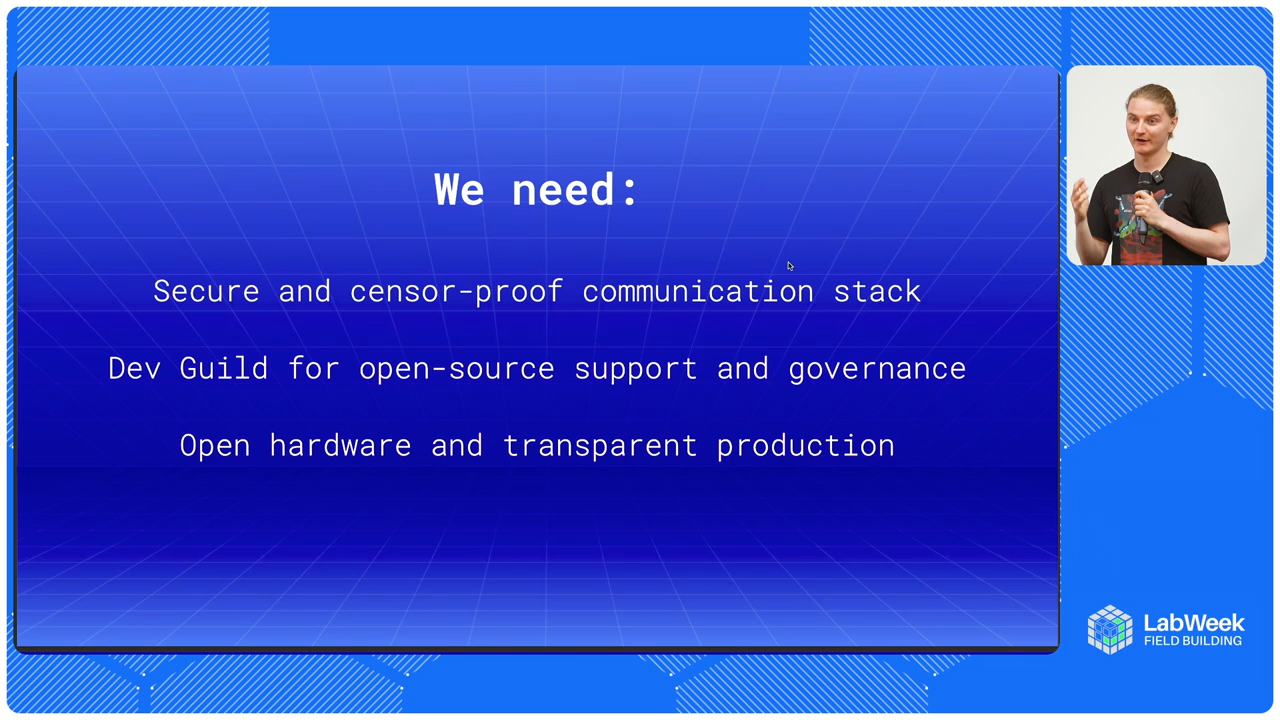 We need:
Secure and censor-proof communication stack
Dev Guild for open-source support and governance
Open hardware and transparent production
LabWeek
FIELD BUILDING